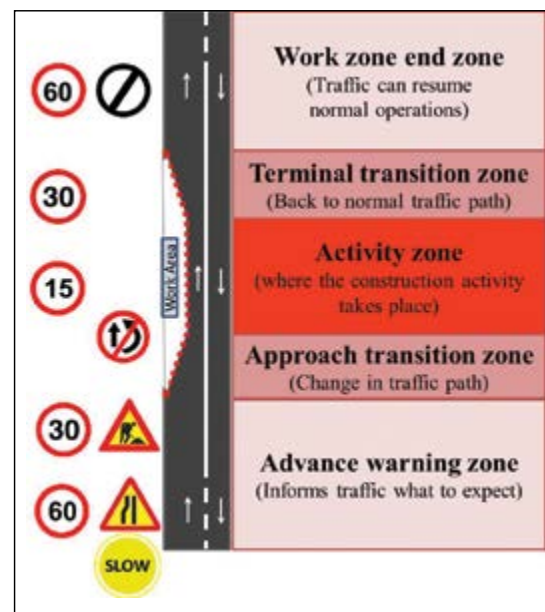 Work zone end zone
(Traffic can resume
normal operations)
60
Terminal transition zone
(Back to normal traffic path)
30
Activity zone
(where the construction activity
takes place)
15
Work Area
Approach transition zone
(Change in traffic path)
30
Advance warning zone
(Informs traffic what to expect)
60
SLOW